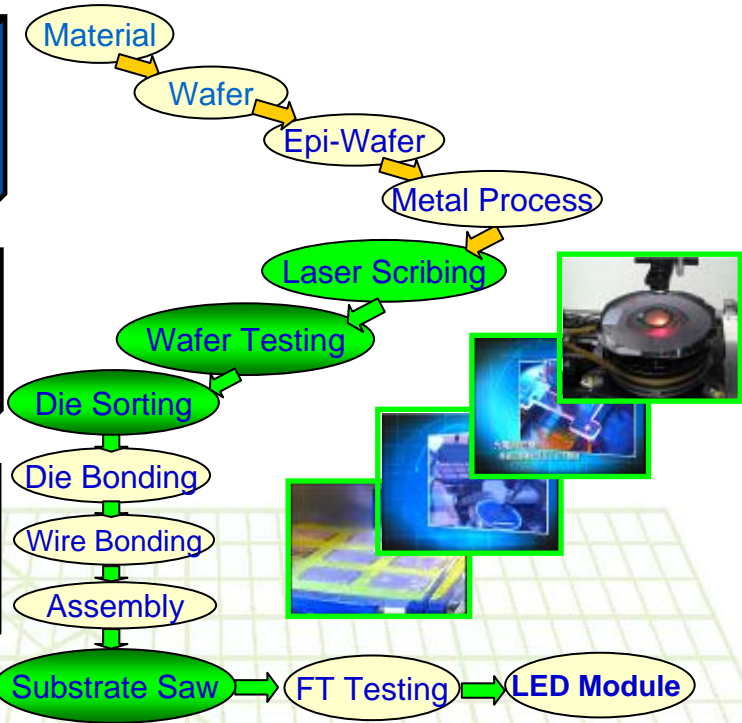 Material
Wafer
Epi-Wafer
Metal Process
Laser Scribing
Wafer Testing
Die Sorting
Die Bonding
Wire Bonding
Assembly
Substrate Saw
FT Testing
LED Module